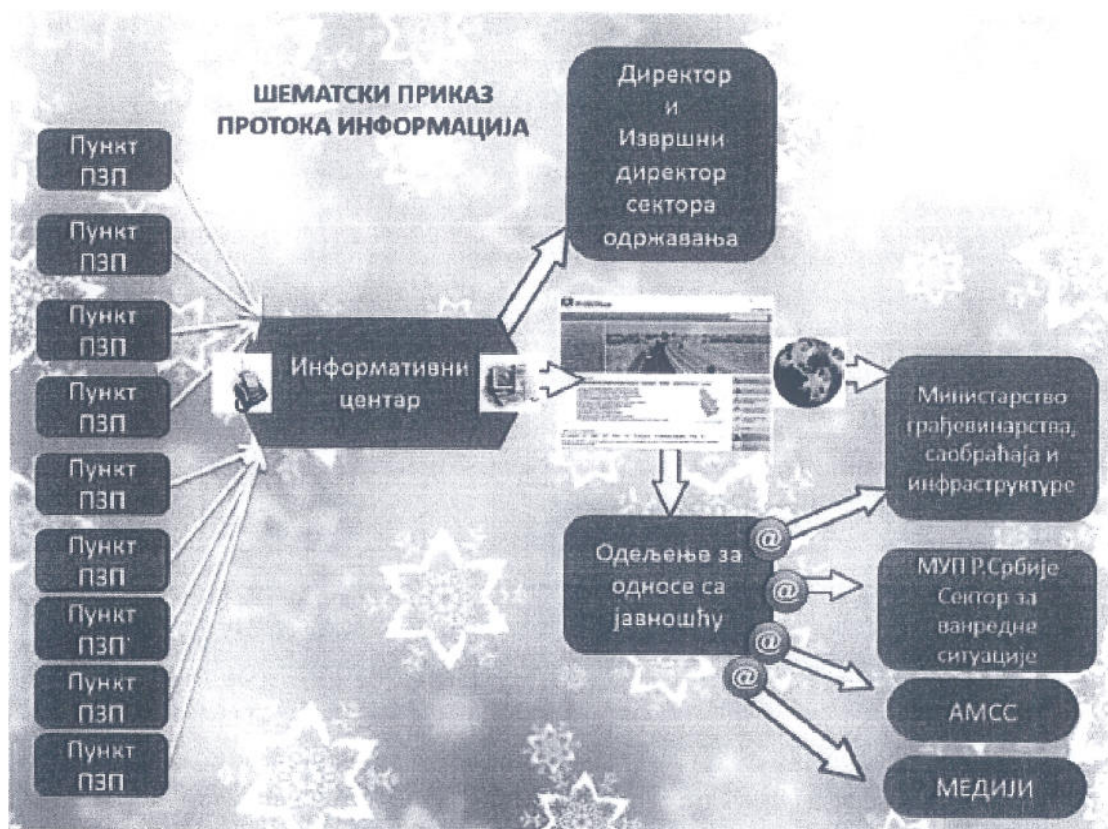 ШЕМАТСКИ ПРИКАЗ
ПРОТОКА ИНФОРМАЦИЈА
Пункт
ПЗП
Пункт
ПЗП
Пункт
ПЗП
Пункт
ПЗП
Пункт
ПЗП
Пункт
ПЗП
Пункт
ПЗП
Пункт
ПЗП
Пункт
ПЗП
Информативни
центар
Директор
и
Извршни
директор
сектора
одржавања
Министарство
грађевинарства,
саобраћаја и
инфраструктуре
Одељење за
односе са
јавношћу
@
@
@
@
МУП Р.Србије
Сектор за
ванредне
ситуације
АМСС
МЕДИЈИ